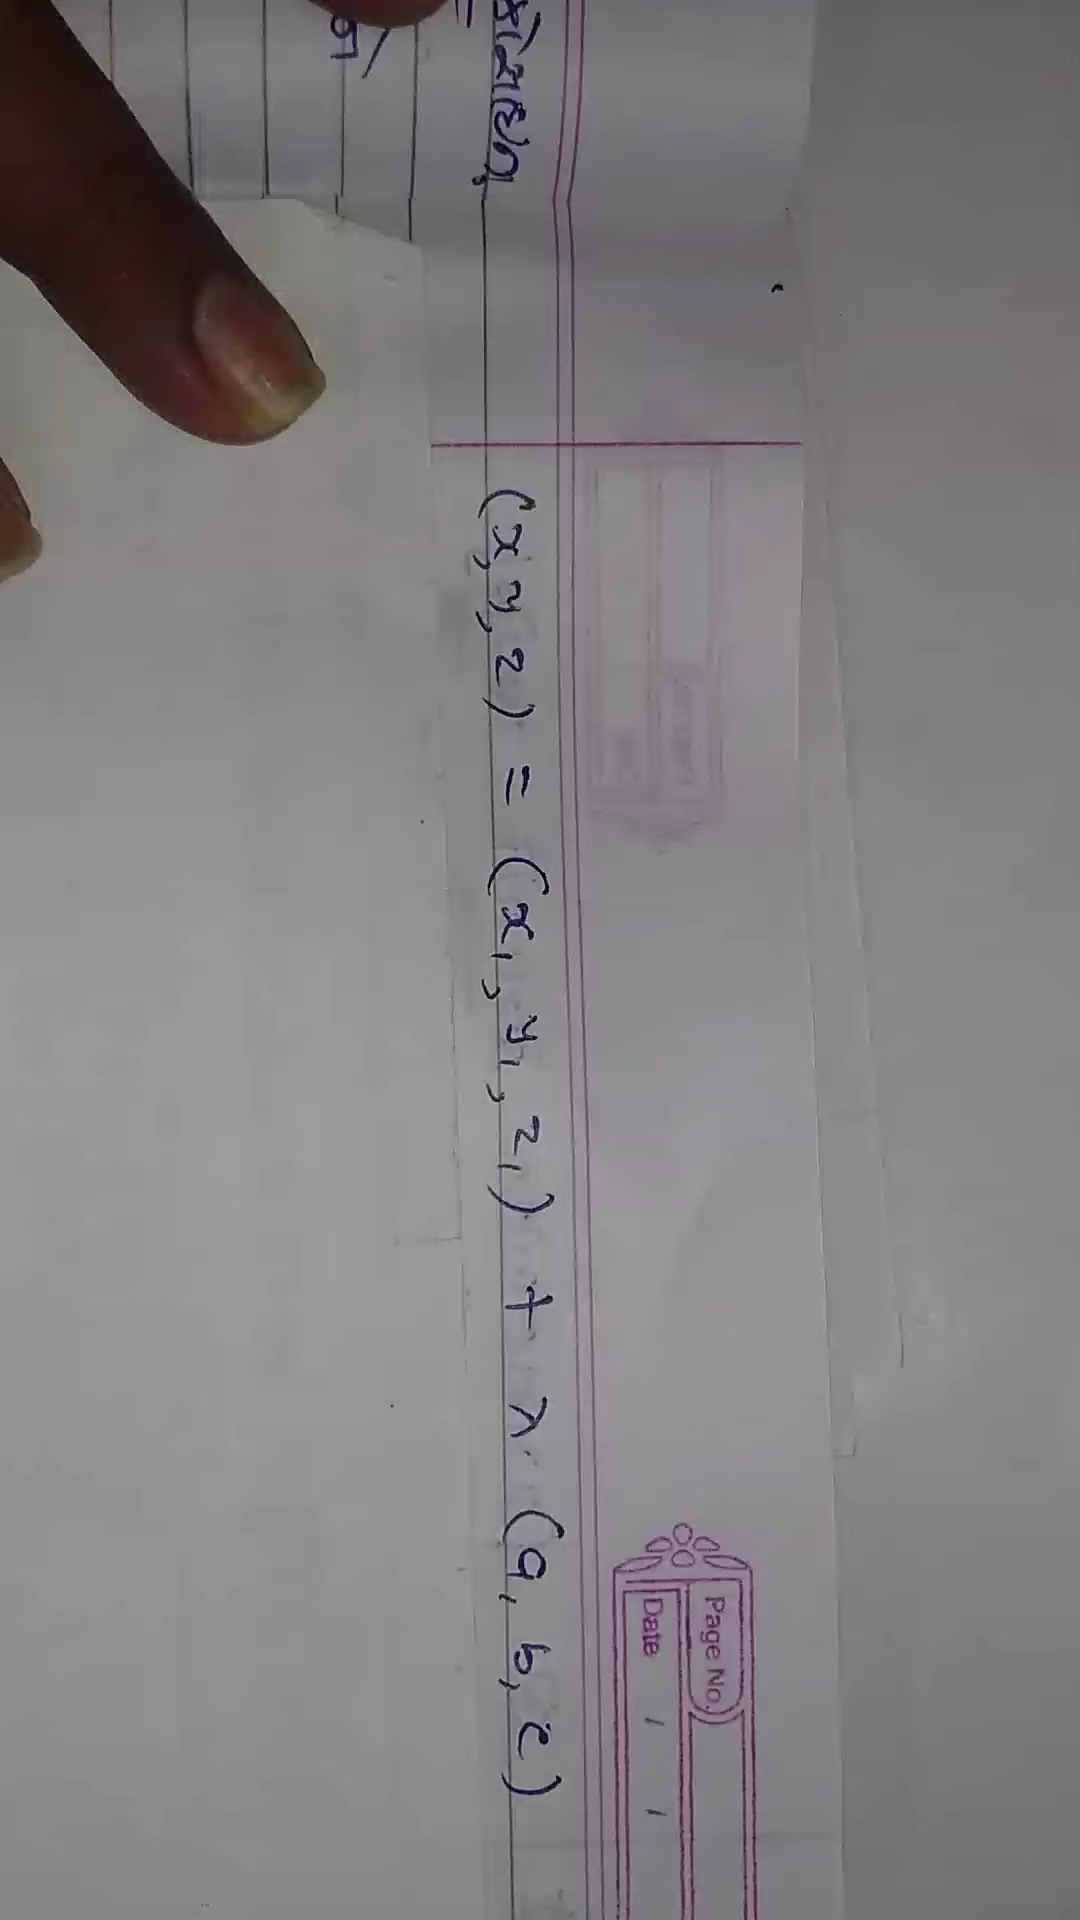 Page No.
Date / /
(x, y, z) = (x₁, y₁, z₁) + λ (a, b, c)